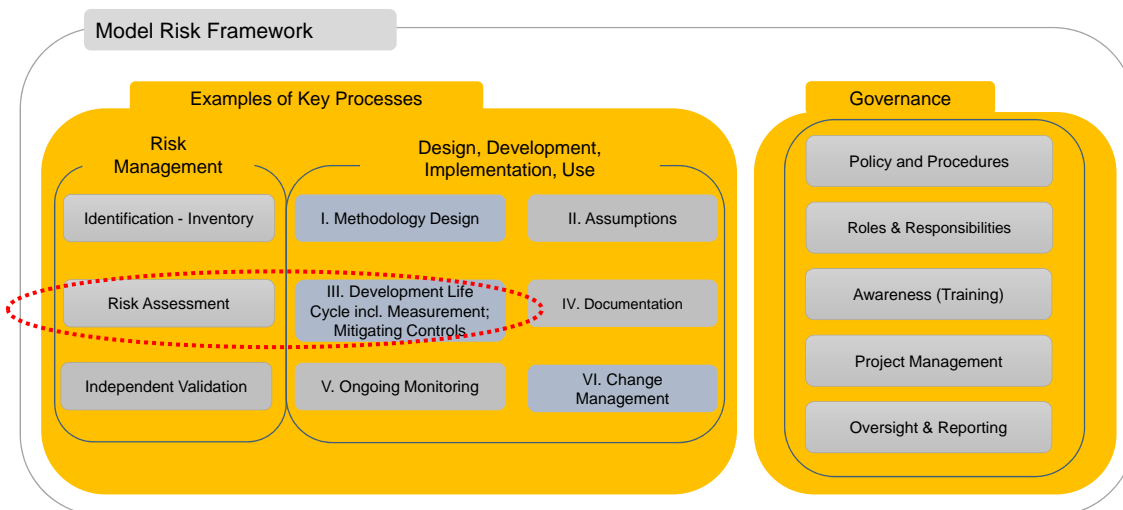 Model Risk Framework
Examples of Key Processes
Risk
Management
Identification - Inventory
Risk Assessment
Independent Validation
Design, Development,
Implementation, Use
I. Methodology Design
II. Assumptions
III. Development Life
Cycle incl. Measurement;
Mitigating Controls
IV. Documentation
V. Ongoing Monitoring
VI. Change
Management
Governance
Policy and Procedures
Roles & Responsibilities
Awareness (Training)
Project Management
Oversight & Reporting